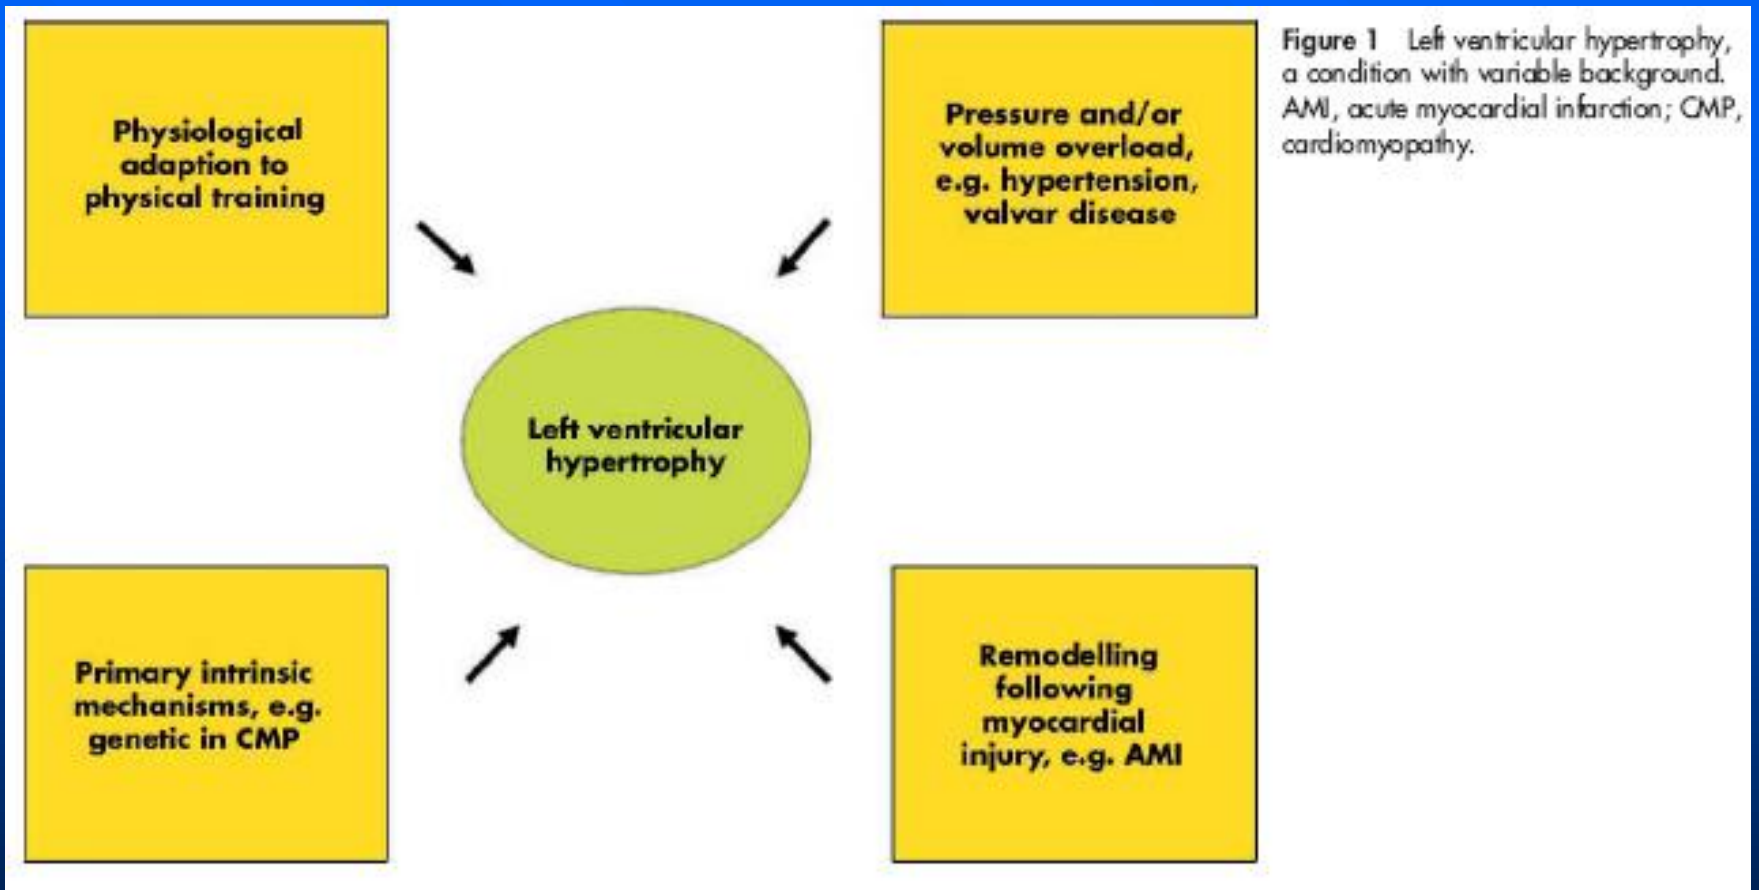 Physiological
adaption to
physical training
Pressure and/or
volume overload,
e.g. hypertension,
valvar disease
Figure 1 Left ventricular hypertrophy,
a condition with variable background.
AMI, acute myocardial infarction; CMP,
cardiomyopathy.
Left ventricular
hypertrophy
Primary intrinsic
mechanisms, e.g.
genetic in CMP
Remodelling
following
myocardial
injury, e.g. AMI